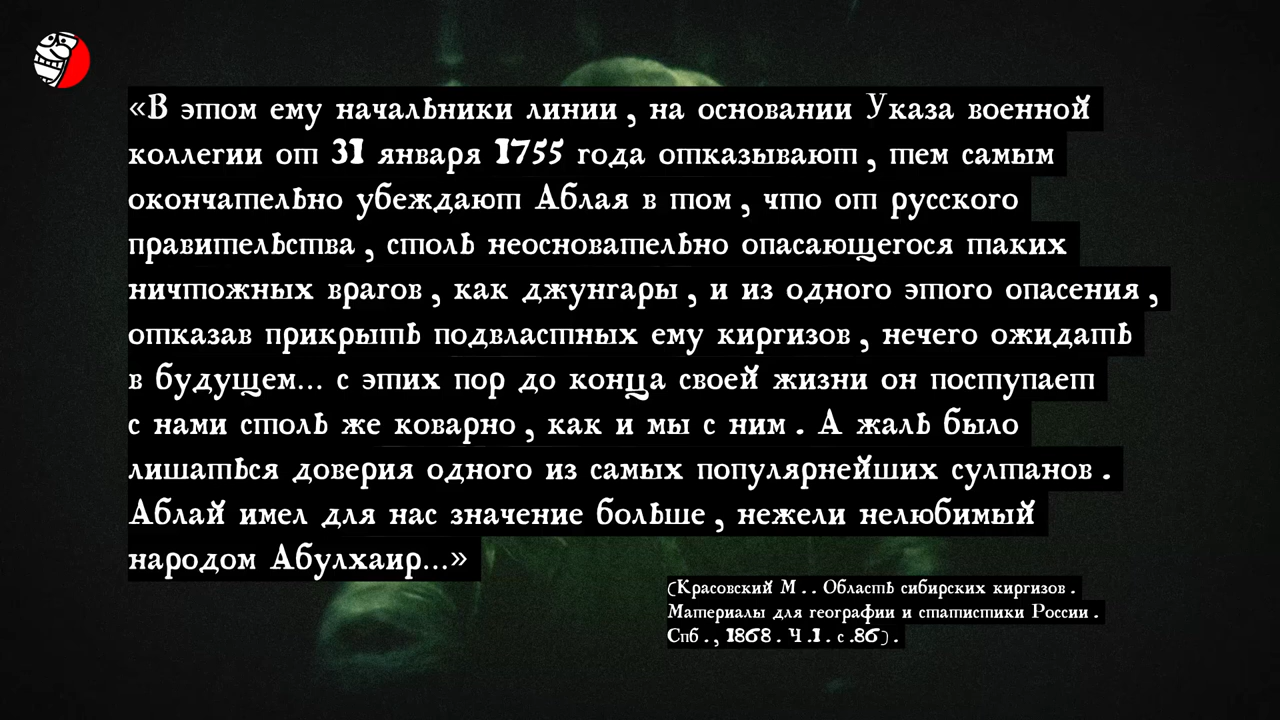 «В этом ему начальники линии, на основании Указа военной
коллегии от 31 января 1755 года отказывают, тем самым
окончательно убеждают Аблая в том, что от русского
правительства, столь неосновательно опасающегося таких
ничтожных врагов, как джунгары, и из одного этого опасения,
отказав прикрыть подвластных ему киргизов, нечего ожидать
в будущем... с этих пор до конца своей жизни он поступает
с нами столь же коварно, как и мы с ним. А жаль было
лишаться доверия одного из самых популярнейших султанов.
Аблай имел для нас значение больше, нежели нелюбимый
народом Абулхаир...»
(Красовский М.. Область сибирских киргизов.
Материалы для географии и статистики России.
Спб., 1868. Ч.1. с.86).